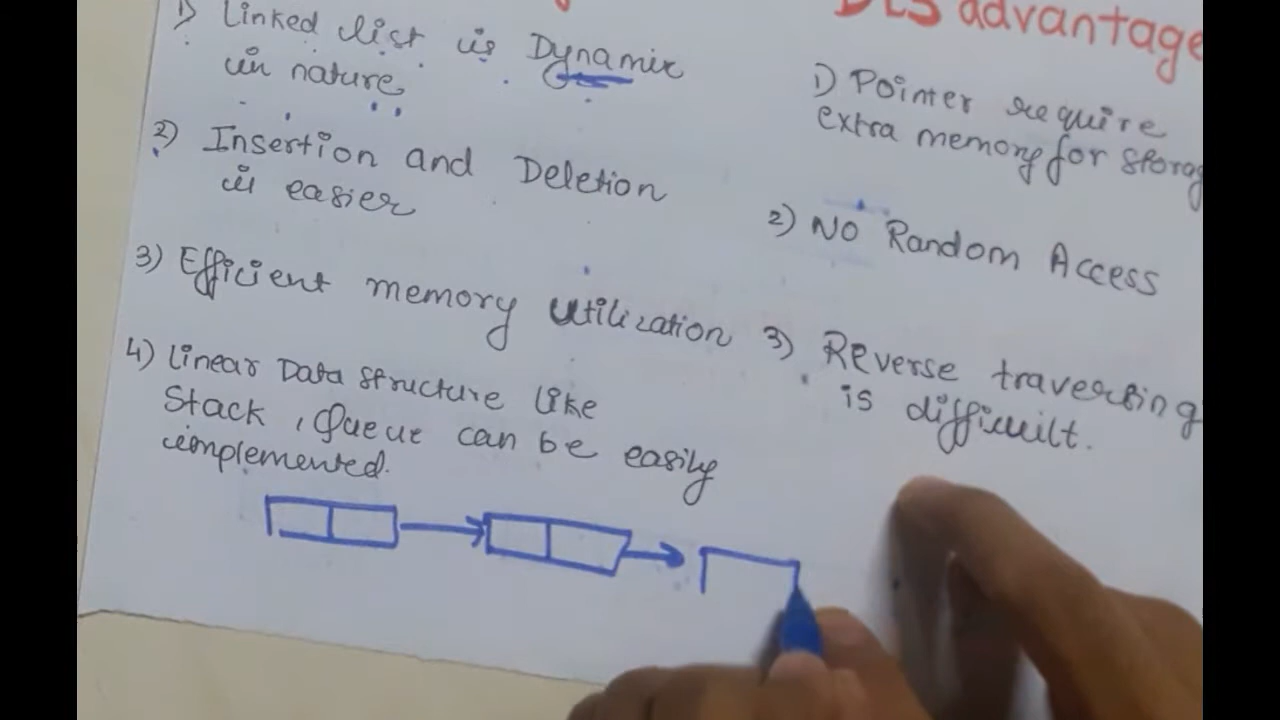 1) Linked list is Dynamic
in nature
2) Insertion and Deletion
is easier
3) Efficient memory utilization
4) Linear Data structure like
Stack, Queue can be easily
implemented.
DIS advantage
1) Pointer require
extra memory for storag
2) No Random Access
3) Reverse traversing
is difficuilt.